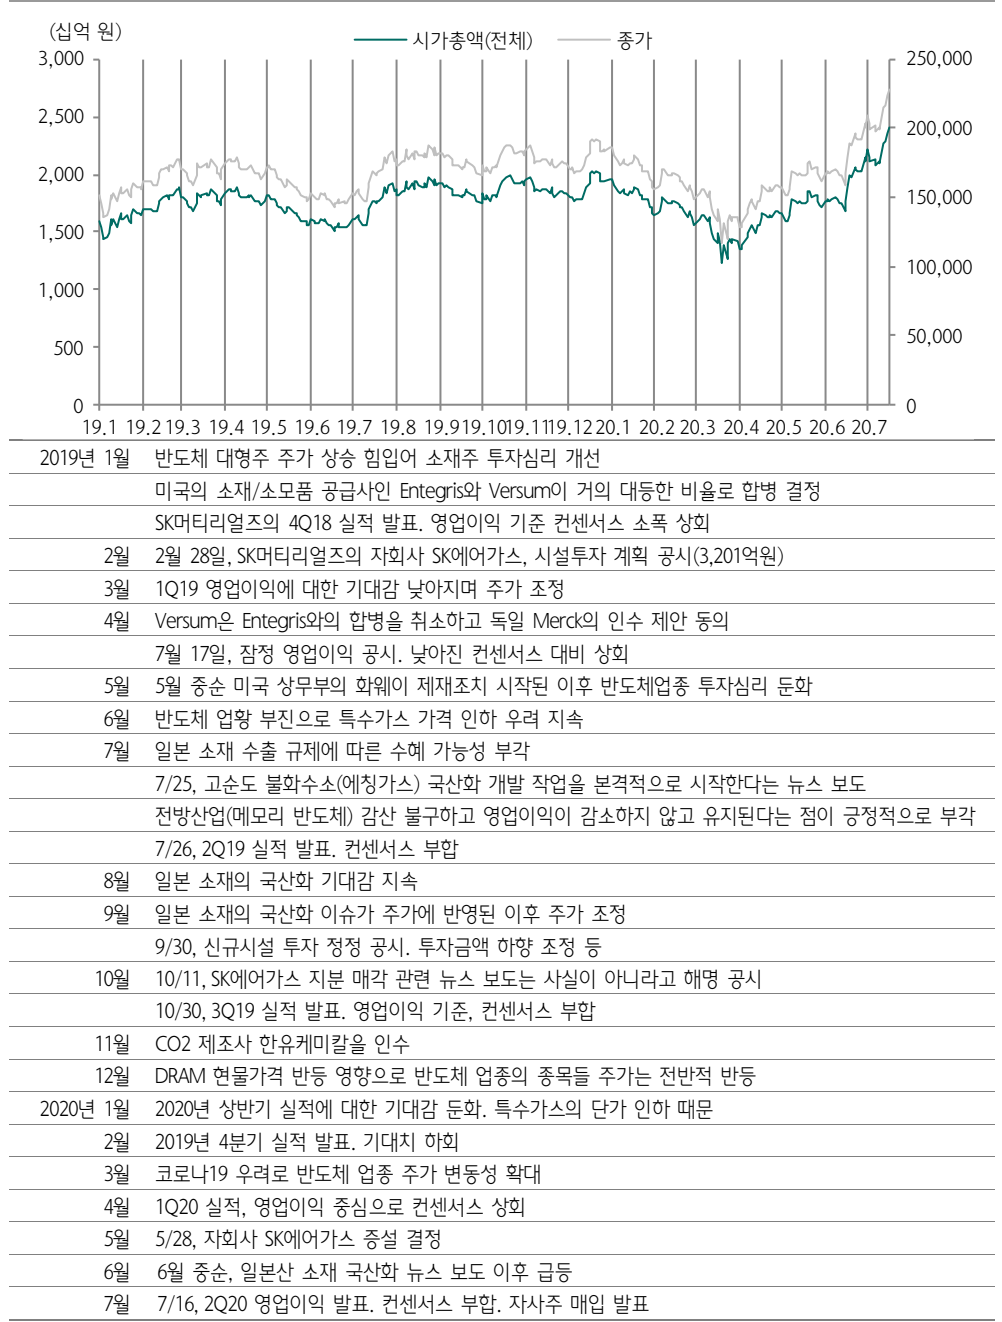 (십억 원)
시가총액(전체) 종가
3,000 250,000
2,500 200,000
2,000 150,000
1,500
1,000 100,000
500 50,000
0 0
19.1 19.2 19.3 19.4 19.5 19.6 19.7 19.8 19.9 19.10 19.11 19.12 20.1 20.2 20.3 20.4 20.5 20.6 20.7
2019년 1월 반도체 대형주 주가 상승 힘입어 소재주 투자심리 개선
미국의 소재/소모품 공급사인 Entegris와 Versum이 거의 대등한 비율로 합병 결정
SK머티리얼즈의 4Q18 실적 발표. 영업이익 기준 컨센서스 소폭 상회
2월 2월 28일, SK머티리얼즈의 자회사 SK에어가스, 시설투자 계획 공시(3,201억원)
3월 1Q19 영업이익에 대한 기대감 낮아지며 주가 조정
4월 Versum은 Entegris와의 합병을 취소하고 독일 Merck의 인수 제안 동의
7월 17일, 잠정 영업이익 공시. 낮아진 컨센서스 대비 상회
5월 5월 중순 미국 상무부의 화웨이 제재조치 시작된 이후 반도체업종 투자심리 둔화
6월 반도체 업황 부진으로 특수가스 가격 인하 우려 지속
7월 일본 소재 수출 규제에 따른 수혜 가능성 부각
7/25, 고순도 불화수소(에칭가스) 국산화 개발 작업을 본격적으로 시작한다는 뉴스 보도
전방산업(메모리 반도체) 감산 불구하고 영업이익이 감소하지 않고 유지된다는 점이 긍정적으로 부각
7/26, 2Q19 실적 발표. 컨센서스 부합
8월 일본 소재의 국산화 기대감 지속
9월 일본 소재의 국산화 이슈가 주가에 반영된 이후 주가 조정
9/30, 신규시설 투자 정정 공시. 투자금액 하향 조정 등
10월 10/11, SK에어가스 지분 매각 관련 뉴스 보도는 사실이 아니라고 해명 공시
10/30, 3Q19 실적 발표. 영업이익 기준, 컨센서스 부합
11월 CO2 제조사 한유케미칼을 인수
12월 DRAM 현물가격 반등 영향으로 반도체 업종의 종목들 주가는 전반적 반등
2020년 1월 2020년 상반기 실적에 대한 기대감 둔화. 특수가스의 단가 인하 때문
2월 2019년 4분기 실적 발표. 기대치 하회
3월 코로나19 우려로 반도체 업종 주가 변동성 확대
4월 1Q20 실적, 영업이익 중심으로 컨센서스 상회
5월 5/28, 자회사 SK에어가스 증설 결정
6월 6월 중순, 일본산 소재 국산화 뉴스 보도 이후 급등
7월 7/16, 2Q20 영업이익 발표. 컨센서스 부합. 자사주 매입 발표